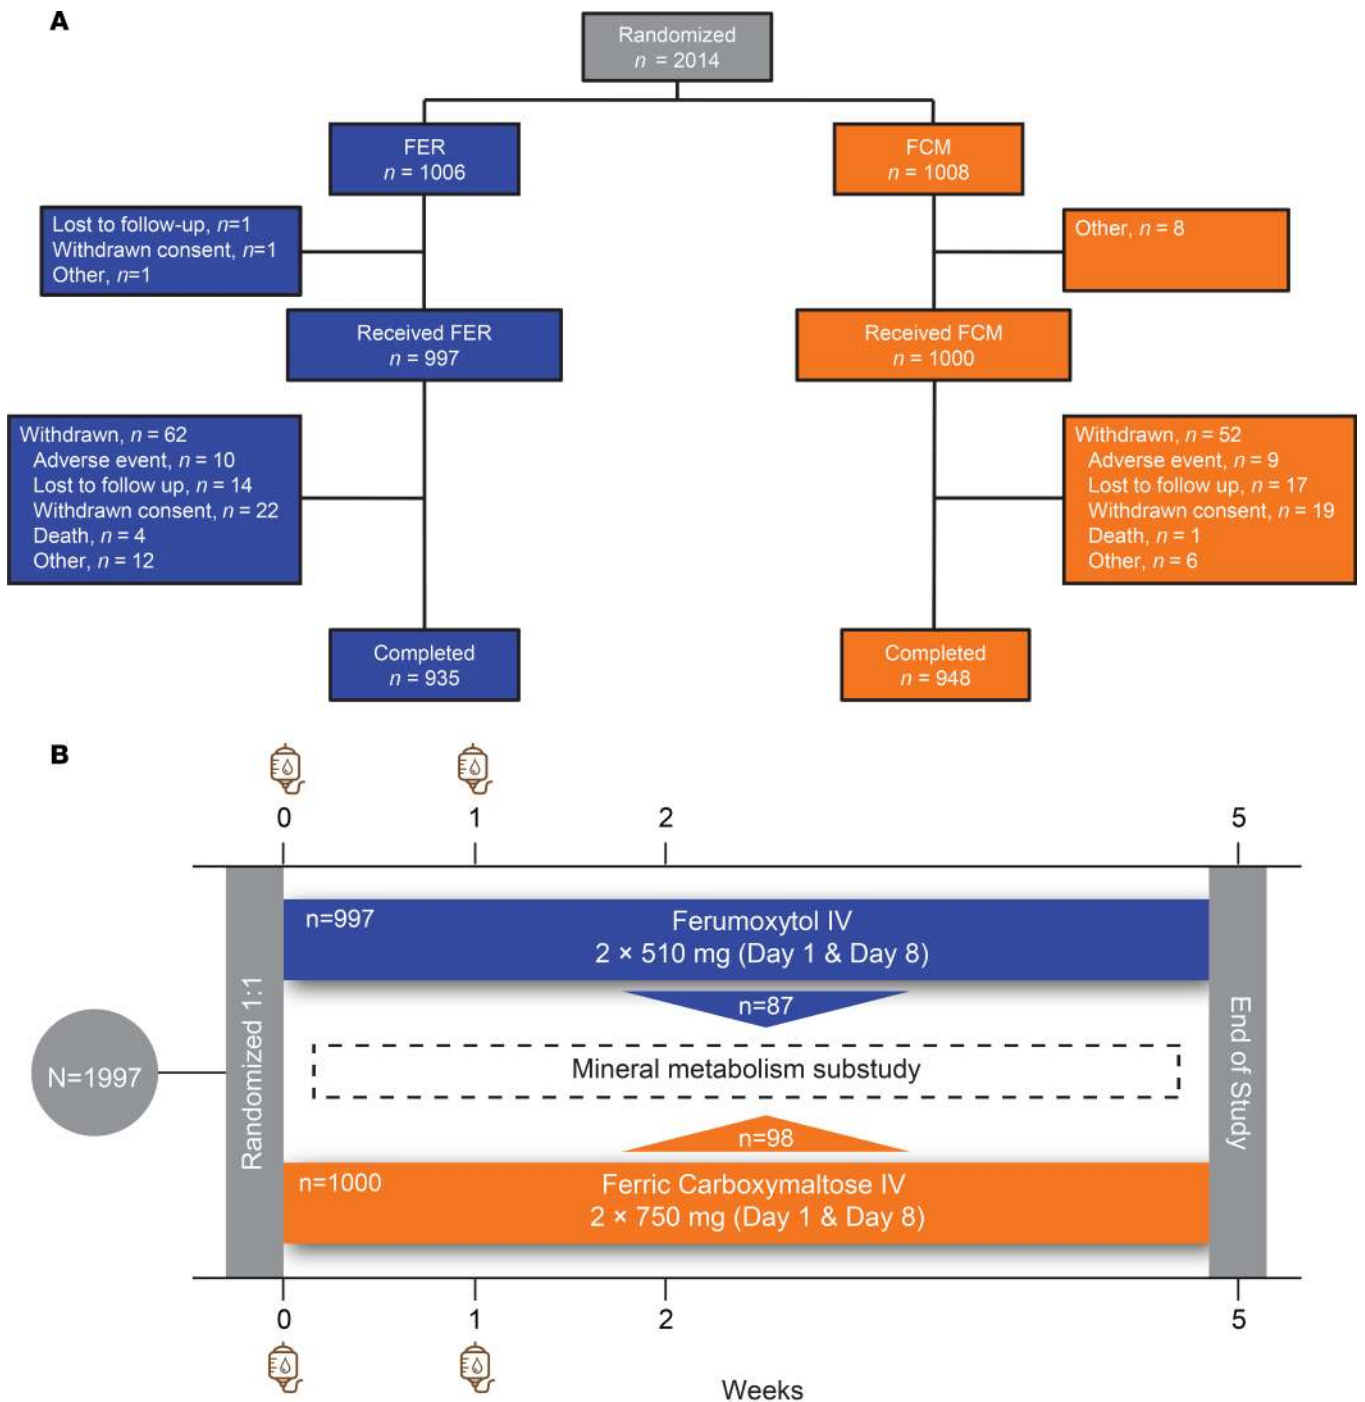 A
Randomized
n = 2014
FER
n = 1006
FCM
n = 1008
Lost to follow-up, n=1
Withdrawn consent, n=1
Other, n=1
Other, n = 8
Received FER
n = 997
Received FCM
n = 1000
Withdrawn, n = 62
Adverse event, n = 10
Lost to follow up, n = 14
Withdrawn consent, n = 22
Death, n = 4
Other, n = 12
Withdrawn, n = 52
Adverse event, n = 9
Lost to follow up, n = 17
Withdrawn consent, n = 19
Death, n = 1
Other, n = 6
Completed
n = 935
Completed
n = 948
B
0 1 2 5
N=1997
Randomized 1:1
n=997
Ferumoxytol IV
2 × 510 mg (Day 1 & Day 8)
n=87
Mineral metabolism substudy
n=98
n=1000
Ferric Carboxymaltose IV
2 × 750 mg (Day 1 & Day 8)
End of Study
0 1 2 5
Weeks